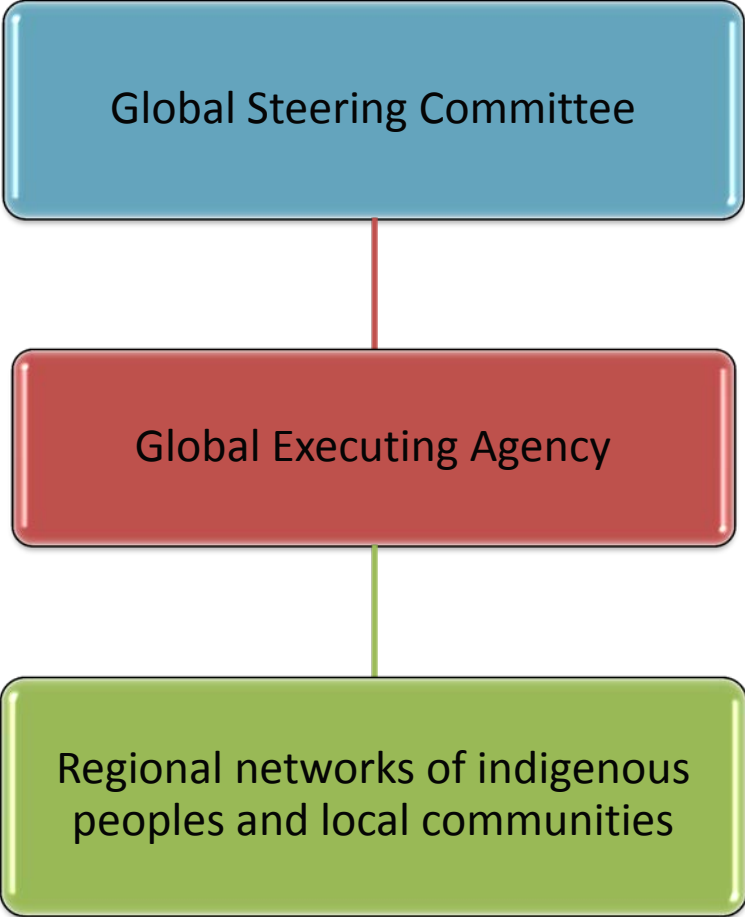 Global Steering Committee
Global Executing Agency
Regional networks of indigenous
peoples and local communities